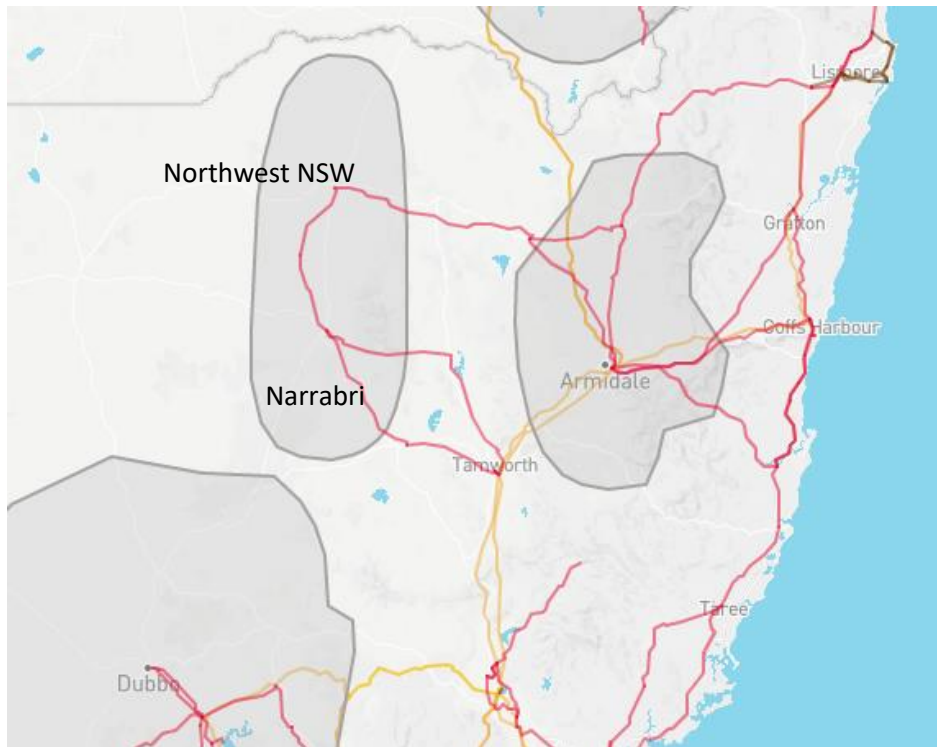 Lismore
Northwest NSW
Grafton
Coffs Harbour
Armidale
Narrabri
Tamworth
Taree
Dubbo